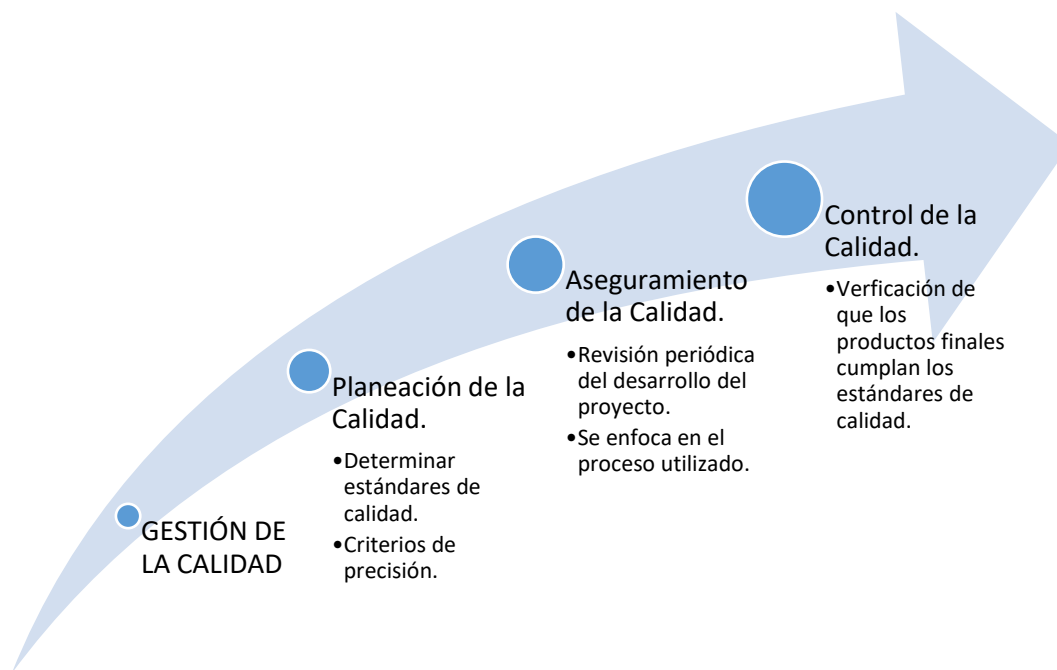 GESTIÓN DE
LA CALIDAD
Planeación de la
Calidad.
•Determinar
estándares de
calidad.
•Criterios de
precisión.
Aseguramiento
de la Calidad.
•Revisión periódica
del desarrollo del
proyecto.
•Se enfoca en el
proceso utilizado.
Control de la
Calidad.
•Verficación de
que los
productos finales
cumplan los
estándares de
calidad.